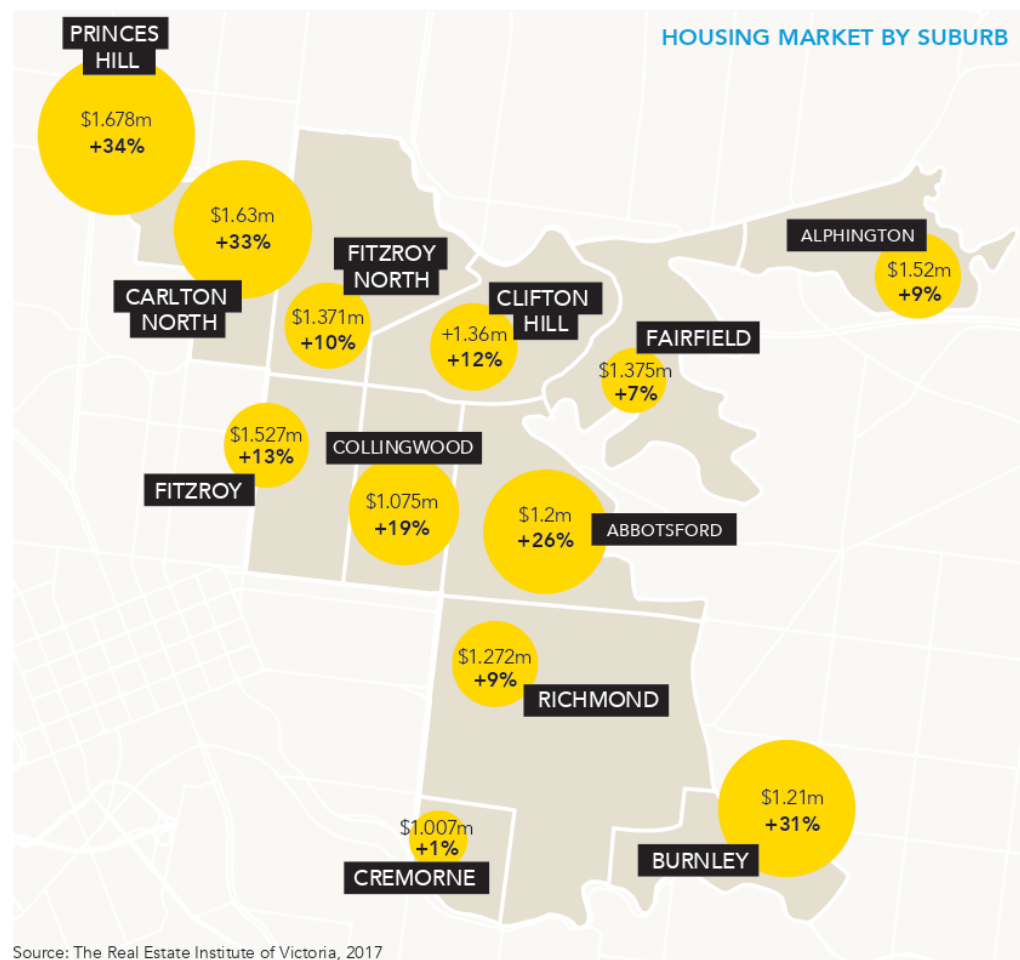 HOUSING MARKET BY SUBURB
PRINCES
HILL
$1.678m
+34%
$1.63m
+33%
CARLTON
NORTH
FITZROY
NORTH
$1.371m
+10%
CLIFTON
HILL
+1.36m
+12%
FAIRFIELD
$1.375m
+7%
ALPHINGTON
$1.52m
+9%
$1.527m
+13%
FITZROY
COLLINGWOOD
$1.075m
+19%
$1.2m
+26%
ABBOTSFORD
$1.272m
+9%
RICHMOND
$1.007m
+1%
CREMORNE
$1.21m
+31%
BURNLEY
Source: The Real Estate Institute of Victoria, 2017